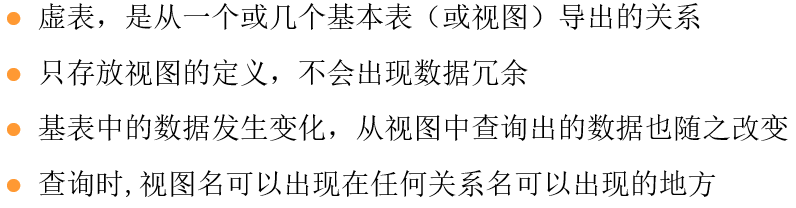 虚表，是从一个或几个基本表（或视图）导出的关系
只存放视图的定义，不会出现数据冗余
基表中的数据发生变化，从视图中查询出的数据也随之改变
查询时,视图名可以出现在任何关系名可以出现的地方